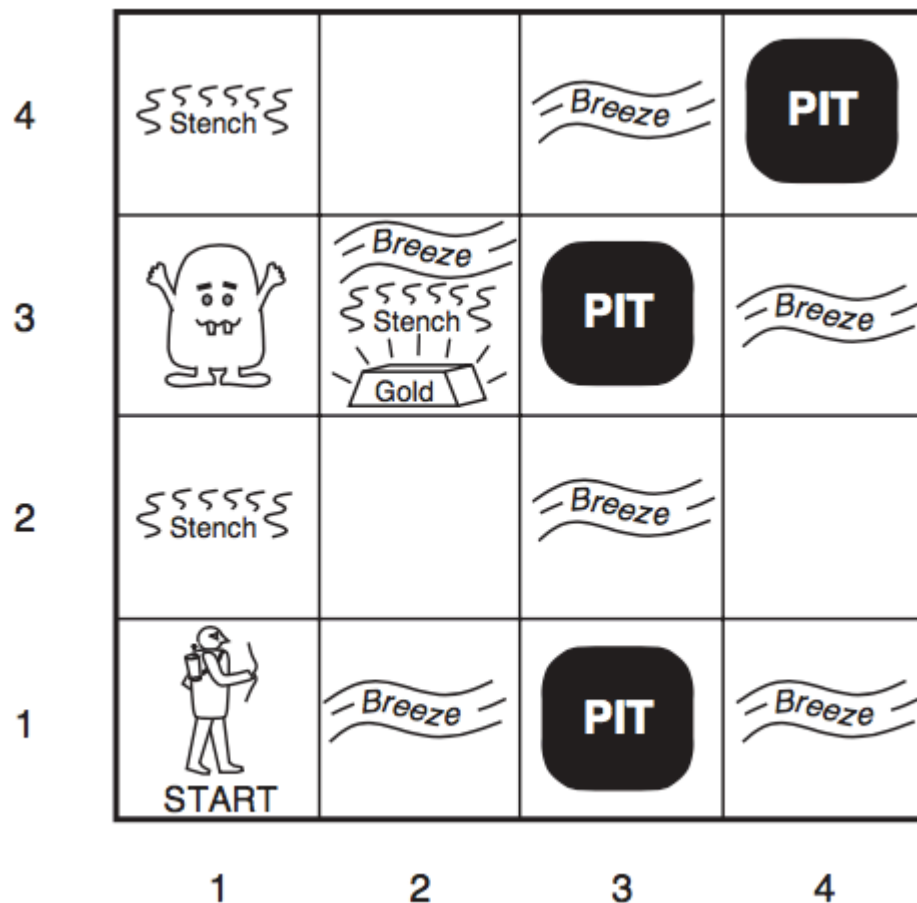 4
Stench
Breeze
PIT
3
Breeze
Stench
Gold
PIT
Breeze
2
Stench
Breeze
1
START
Breeze
PIT
Breeze
1 2 3 4